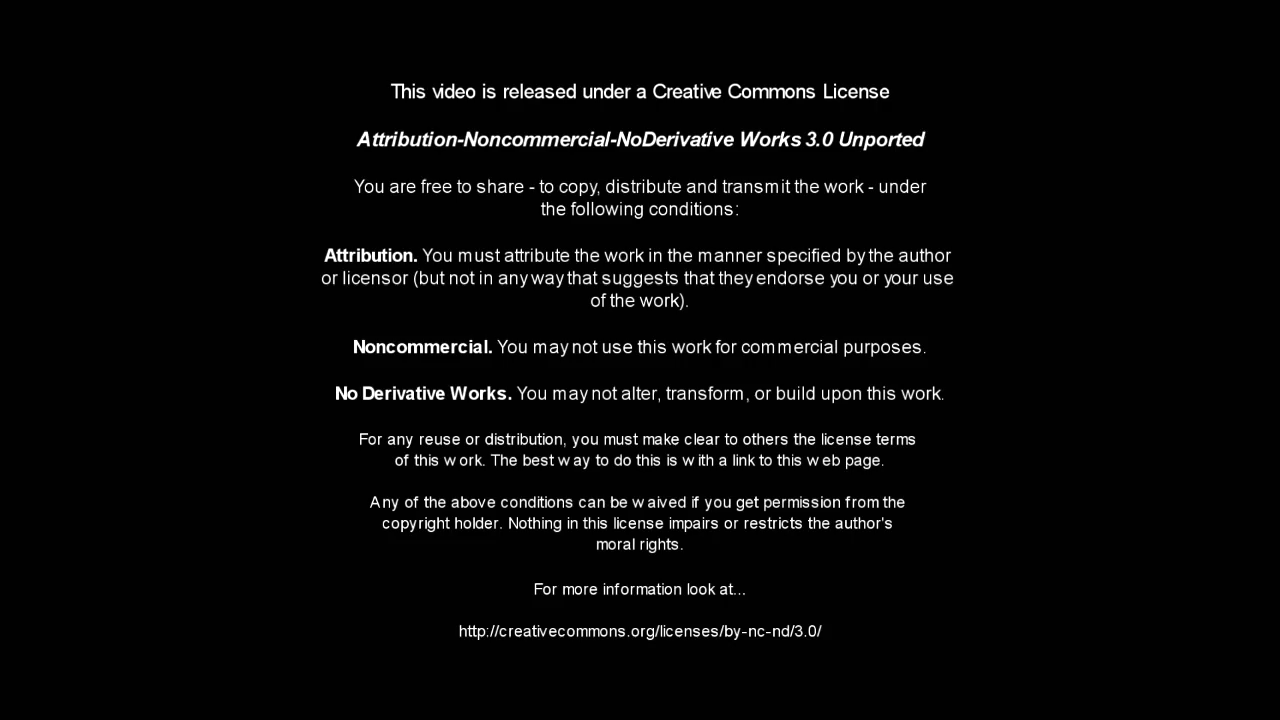 This video is released under a Creative Commons License
Attribution-Noncommercial-NoDerivative Works 3.0 Unported
You are free to share - to copy, distribute and transmit the work - under
the following conditions:
Attribution. You must attribute the work in the manner specified by the author
or licensor (but not in any way that suggests that they endorse you or your use
of the work).
Noncommercial. You may not use this work for commercial purposes.
No Derivative Works. You may not alter, transform, or build upon this work.
For any reuse or distribution, you must make clear to others the license terms
of this work. The best way to do this is with a link to this web page.
Any of the above conditions can be waived if you get permission from the
copyright holder. Nothing in this license impairs or restricts the author's
moral rights.
For more information look at...
http://creativecommons.org/licenses/by-nc-nd/3.0/